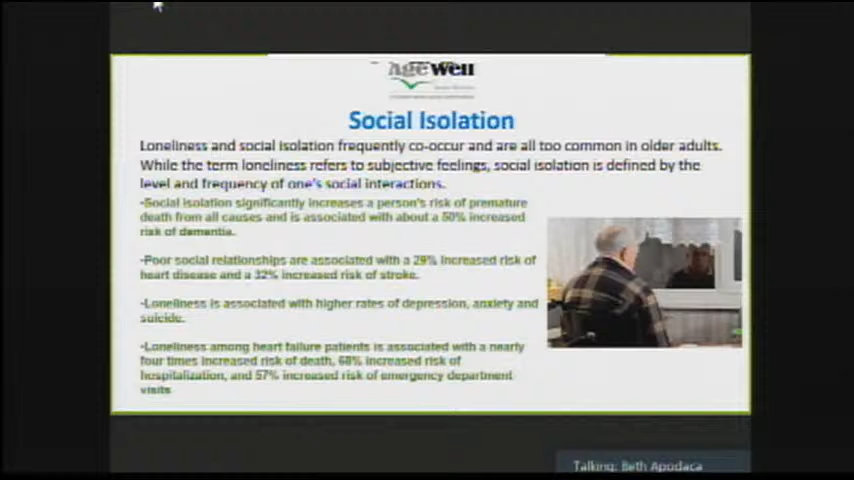 Age well
Social Isolation
Loneliness and social isolation frequently co-occur and are all too common in older adults.
While the term loneliness refers to subjective feelings, social isolation is defined by the
level and frequency of one's social interactions.
•Social isolation significantly increases a person's risk of premature
death from all causes and is associated with about a 50% increased
risk of dementia.
•Poor social relationships are associated with a 29% increased risk of
heart disease and a 32% increased risk of stroke.
•Loneliness is associated with higher rates of depression, anxiety and
suicide.
•Loneliness among heart failure patients is associated with a nearly
four times increased risk of death, 68% increased risk of
hospitalization, and 57% increased risk of emergency department
visits
Talking: Beth Apodaca